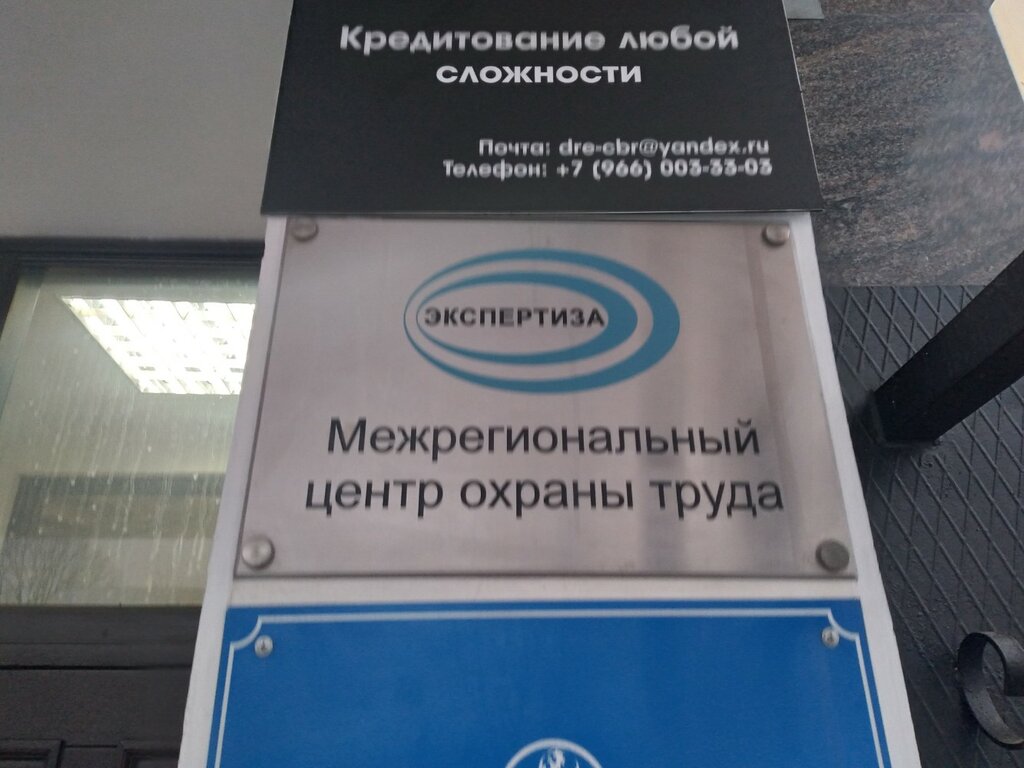 Кредитование любой
сложности
Почта: dre-cbr@yandex.ru
Телефон: +7 (966) 003-33-03
ЭКСПЕРТИЗА
Межрегиональный
центр охраны труда